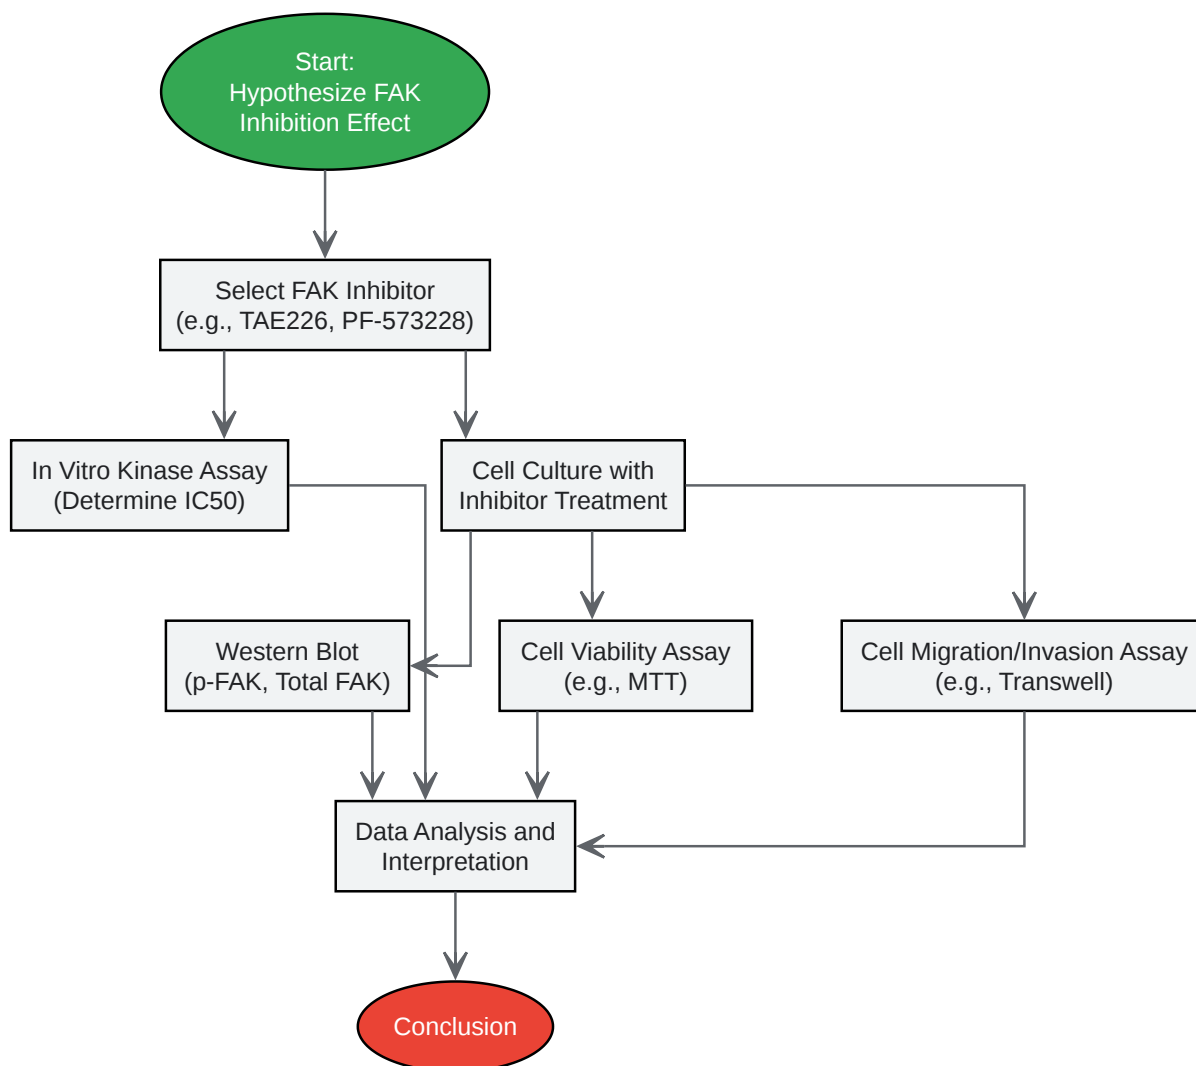 Start:
Hypothesize FAK
Inhibition Effect
Select FAK Inhibitor
(e.g., TAE226, PF-573228)
In Vitro Kinase Assay
(Determine IC50)
Cell Culture with
Inhibitor Treatment
Western Blot
(p-FAK, Total FAK)
Cell Viability Assay
(e.g., MTT)
Cell Migration/Invasion Assay
(e.g., Transwell)
Data Analysis and
Interpretation
Conclusion